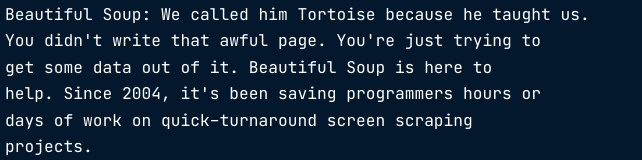 Beautiful Soup: We called him Tortoise because he taught us.
You didn't write that awful page. You're just trying to
get some data out of it. Beautiful Soup is here to
help. Since 2004, it's been saving programmers hours or
days of work on quick-turnaround screen scraping
projects.